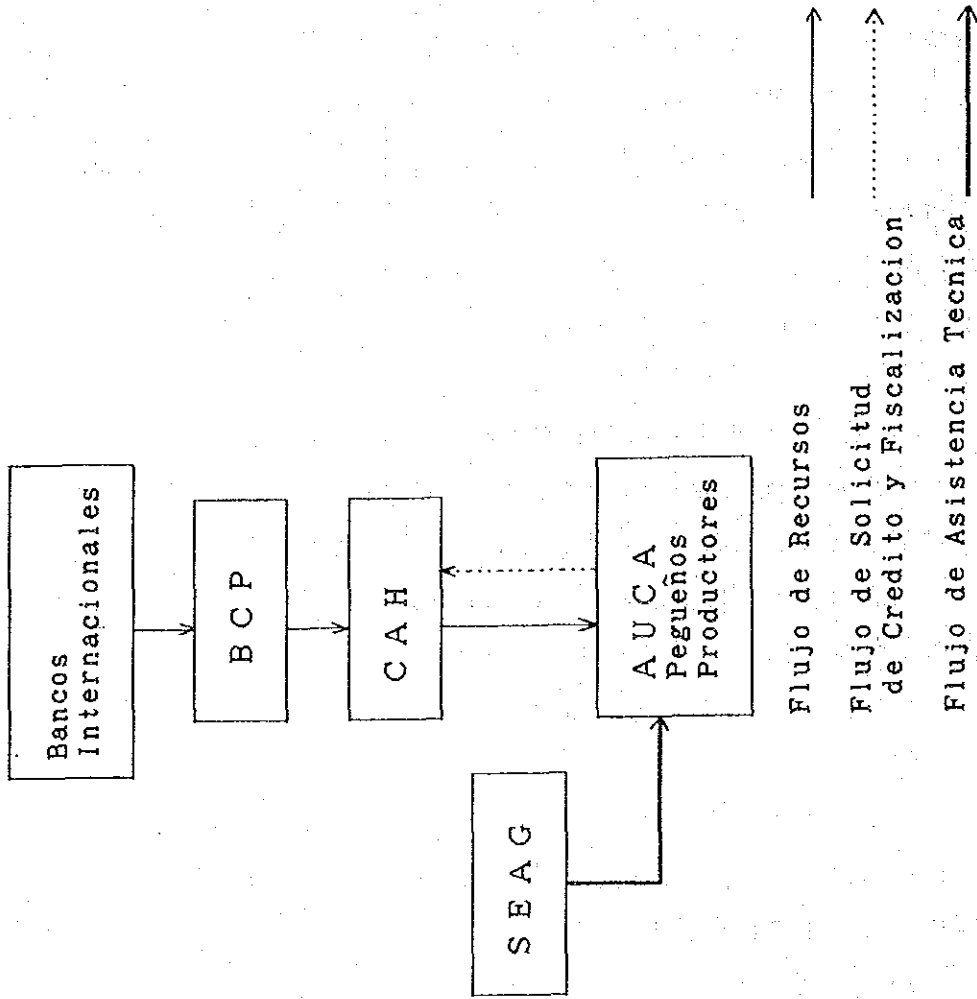 Bancos
Internacionales
B C P
C A H
S E A G
A U C A
Pegueños
Productores
Flujo de Recursos
Flujo de Solicitud
de Credito y Fiscalizacion
Flujo de Asistencia Tecnica